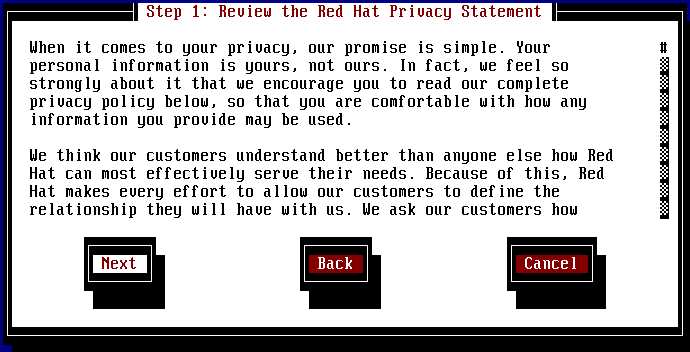 Step 1: Review the Red Hat Privacy Statement
When it comes to your privacy, our promise is simple. Your
personal information is yours, not ours. In fact, we feel so
strongly about it that we encourage you to read our complete
privacy policy below, so that you are comfortable with how any
information you provide may be used.
We think our customers understand better than anyone else how Red
Hat can most effectively serve their needs. Because of this, Red
Hat makes every effort to allow our customers to define the
relationship they will have with us. We ask our customers how
#
Next
Back
Cancel